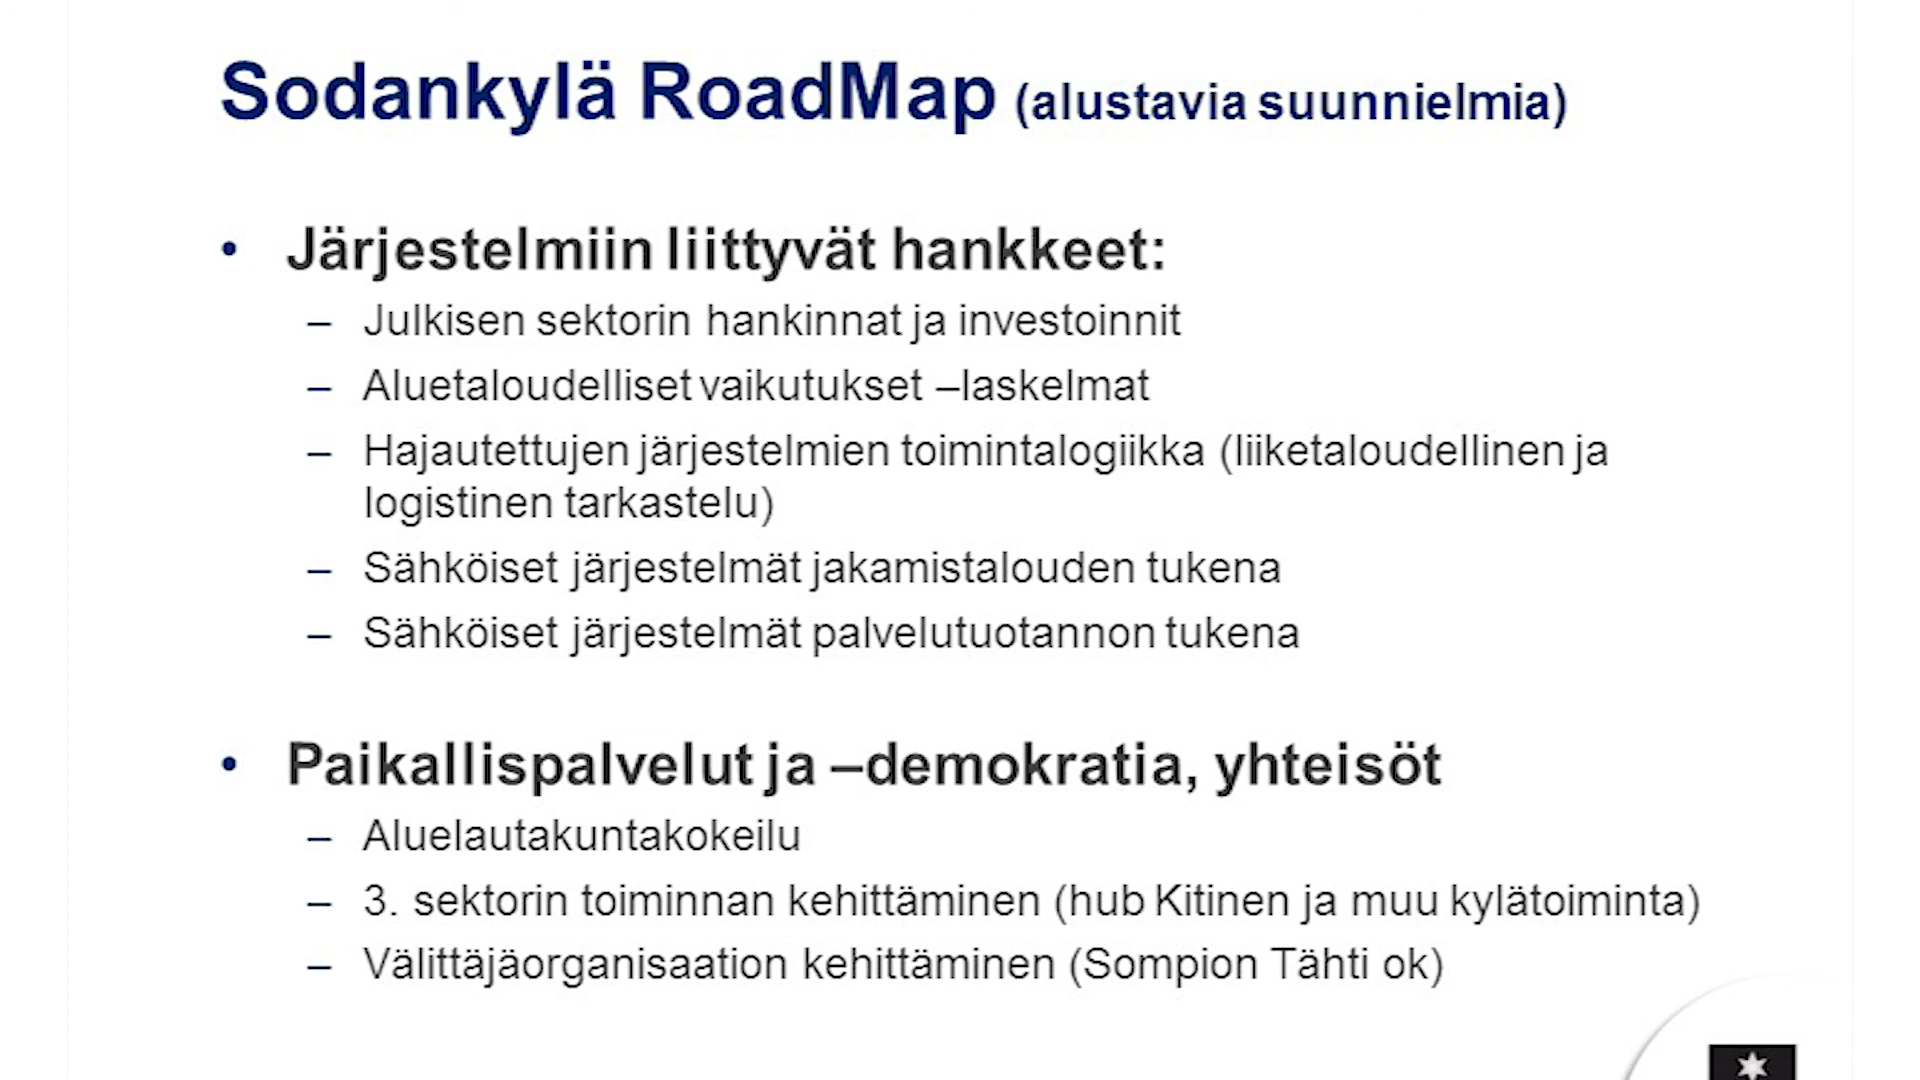 Sodankylä RoadMap (alustavia suunnielmia)
• Järjestelmiin liittyvät hankkeet:
– Julkisen sektorin hankinnat ja investoinnit
– Aluetaloudelliset vaikutukset –laskelmat
– Hajautettujen järjestelmien toimintalogiikka (liiketaloudellinen ja
logistinen tarkastelu)
– Sähköiset järjestelmät jakamistalouden tukena
– Sähköiset järjestelmät palvelutuotannon tukena
• Paikallispalvelut ja –demokratia, yhteisöt
– Aluelautakuntakokeilu
– 3. sektorin toiminnan kehittäminen (hub Kitinen ja muu kylätoiminta)
– Välittäjäorganisaation kehittäminen (Sompion Tähti ok)